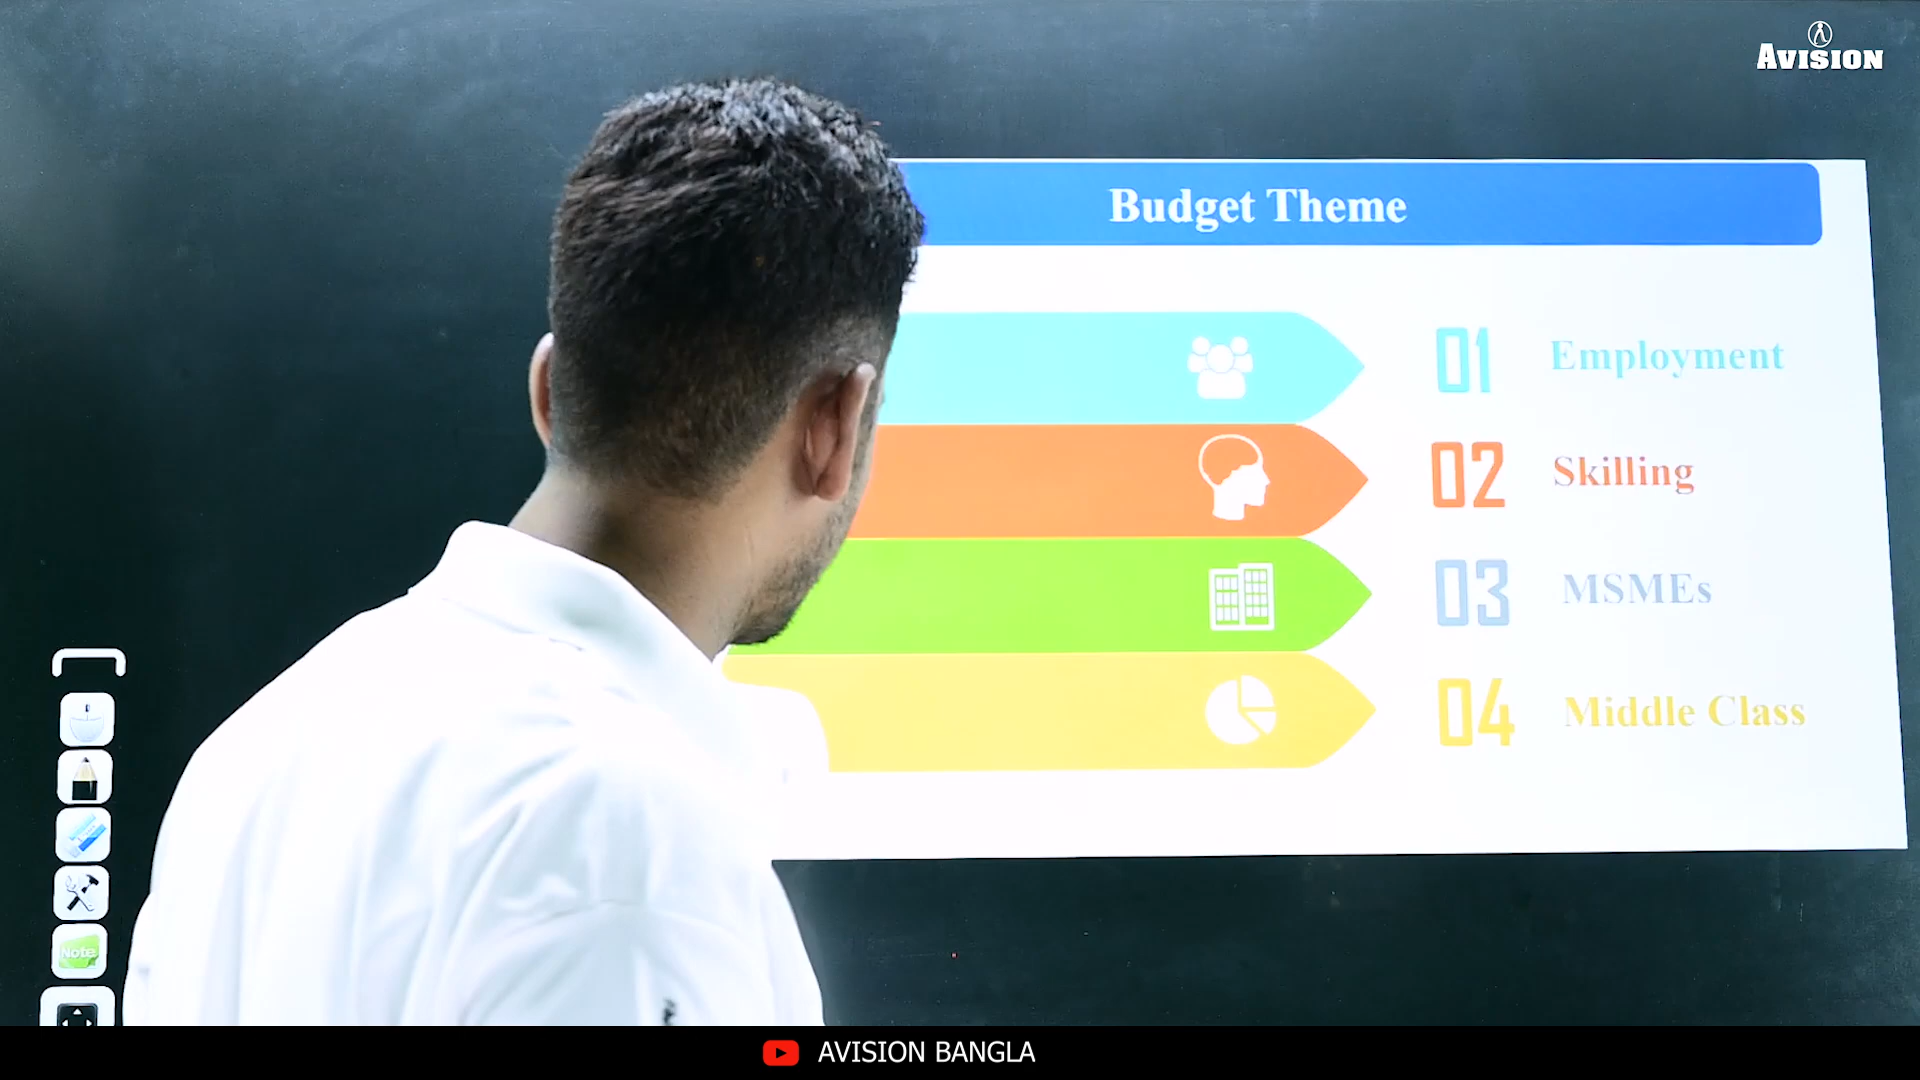 AVISION
Budget Theme
01 Employment
02 Skilling
03 MSMEs
04 Middle Class
Note
AVISION BANGLA